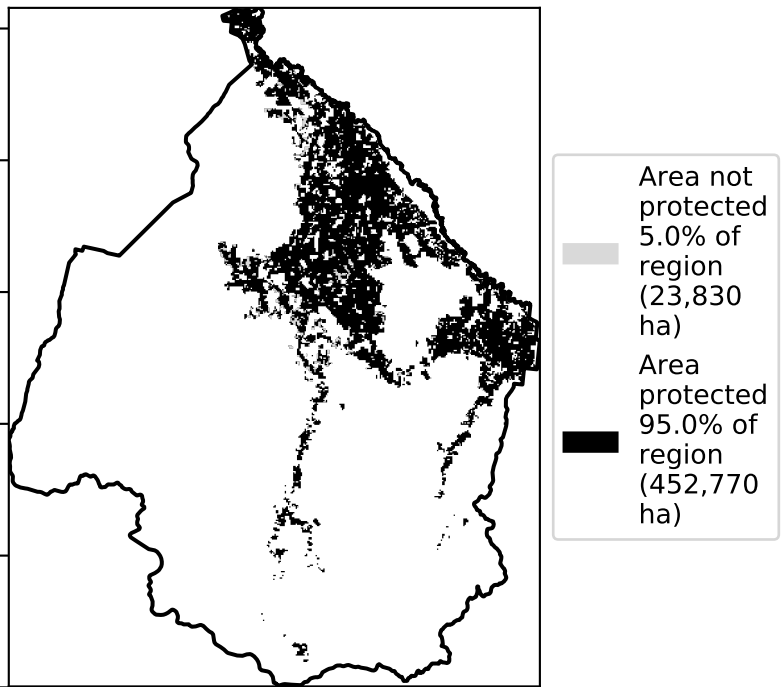 Area not
protected
5.0% of
region
(23,830
ha)
Area
protected
95.0% of
region
(452,770
ha)